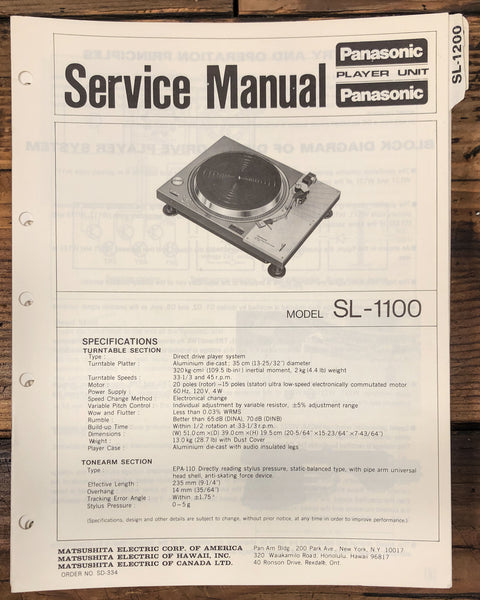 Service Manual
Panasonic
PLAYER UNIT
Panasonic
SL-1200
MODEL SL-1100
SPECIFICATIONS
TURNTABLE SECTION
Type : Direct drive player system
Turntable Platter : Aluminium die-cast; 35 cm (13-25/32") diameter
320 kg·cm² (109.5 lb-in²) inertial moment, 2 kg (4.4 lb) weight
Turntable Speeds : 33-1/3 and 45 r.p.m.
Motor : 20 poles (rotor) –15 poles (stator) ultra low-speed electronically commutated motor
Power Supply : 60 Hz, 120 V, 4W
Speed Change Method : Electronical change
Variable Pitch Control : Individual adjustment by variable resistor, ±5% adjustment range
Wow and Flutter : Less than 0.03% WRMS
Rumble : Better than 65 dB (DINA), 70 dB (DINB)
Build-up Time : Within 1/2 rotation at 33-1/3 r.p.m.
Dimensions : (W) 51.0 cm×(D) 39.0 cm×(H) 19.5 cm (20-5/64" ×15-23/64" ×7-43/64")
Weight : 13.0 kg (28.7 lb) with Dust Cover
Player Case : Aluminium die-cast with audio insulated legs
TONEARM SECTION
Type : EPA-110 Directly reading stylus pressure, static-balanced type, with pipe arm universal
head shell, anti-skating force device.
Effective Length : 235 mm (9-1/4")
Overhang : 14 mm (35/64")
Tracking Error Angle : Within ±1.75°
Stylus Pressure : 0∼5 g
(Specifications, design and other details are subject to change, without prior notice, at any time in order to improve performance.)
MATSUSHITA ELECTRIC CORP. OF AMERICA Pan Am Bldg., 200 Park Ave., New York, N.Y. 10017
MATSUSHITA ELECTRIC OF HAWAII, INC. 320 Waiakamilo Road, Honolulu, Hawaii 96817
MATSUSHITA ELECTRIC OF CANADA LTD. 40 Ronson Drive, Rexdale, Ont.
ORDER NO. SD-334